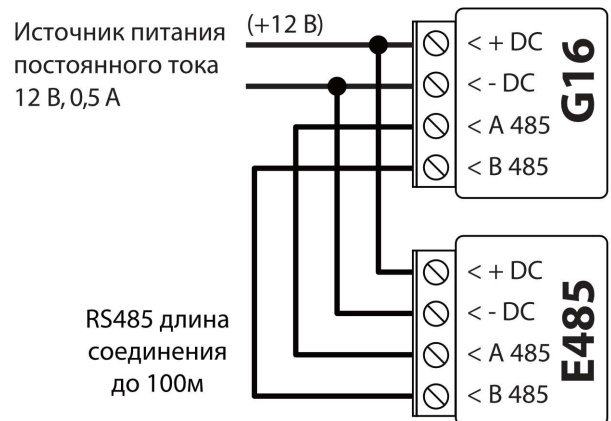 Источник питания
постоянного тока
12 В, 0,5 А
(+12 В)
< + DC
< - DC
< A 485
< B 485
G16
< + DC
< - DC
< A 485
< B 485
E485
RS485 длина
соединения
до 100м